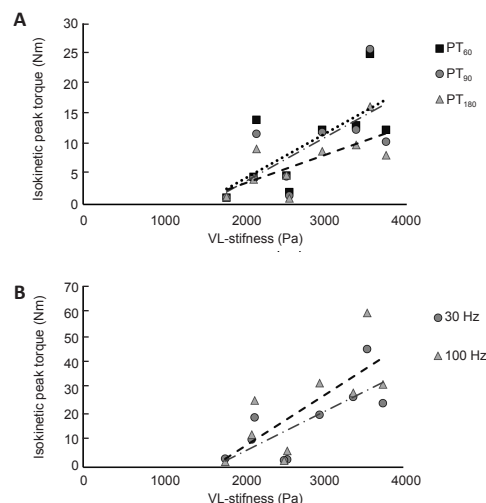 A
Isokinetic peak torque (Nm)
30
25
20
15
10
5
0
0 1000 2000 3000 4000
VL-stifness (Pa)
PT60
PT90
PT180
B
Isokinetic peak torque (Nm)
70
60
50
40
30
20
10
0
0 1000 2000 3000 4000
VL-stiffness (Pa)
30 Hz
100 Hz